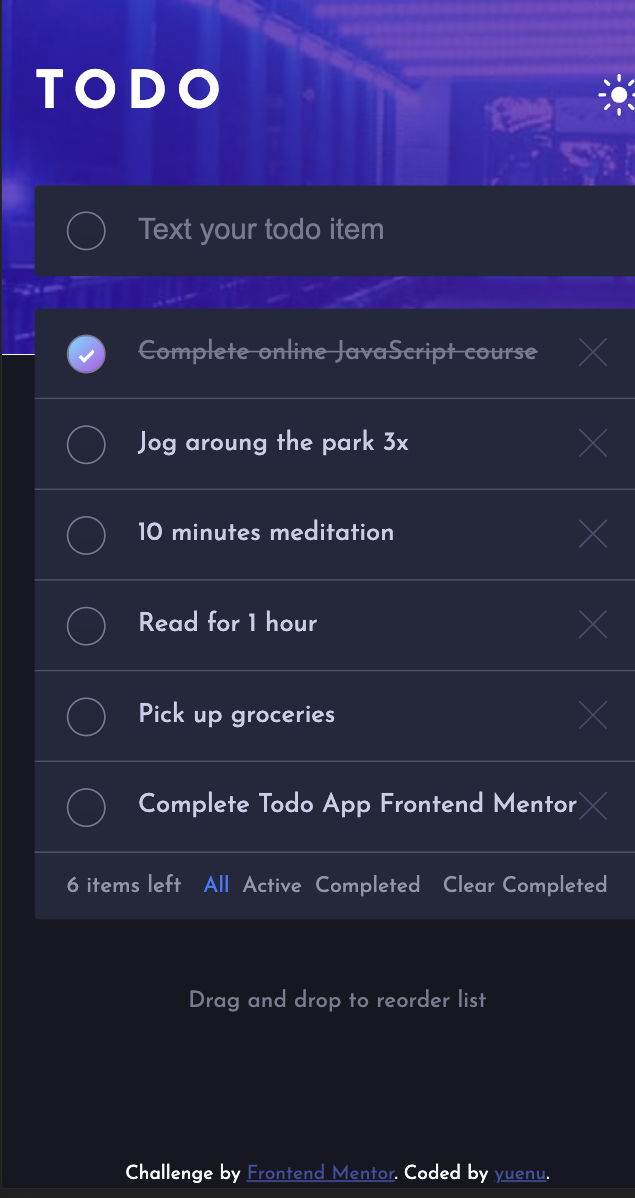 TODO
Text your todo item
Complete online JavaScript course
Jog aroung the park 3x
10 minutes meditation
Read for 1 hour
Pick up groceries
Complete Todo App Frontend Mentor
6 items left All Active Completed Clear Completed
Drag and drop to reorder list
Challenge by Frontend Mentor. Coded by yuenu.